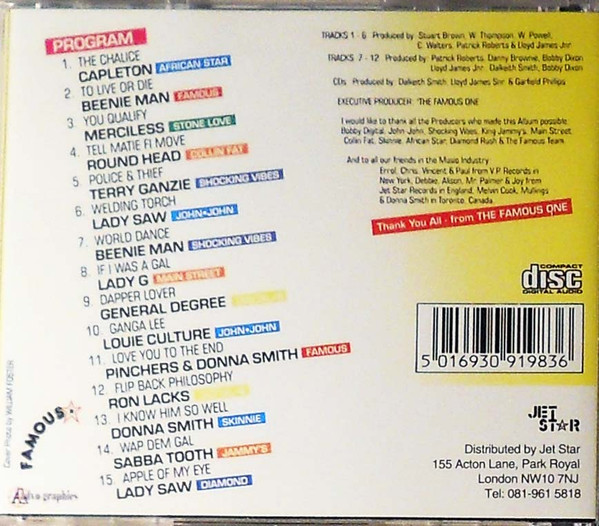 PROGRAM
1. THE CHALICE
CAPLETON AFRICAN STAR
2. TO LIVE OR DIE
BEENIE MAN FAMOUS
3. YOU QUALIFY
MERCILESS STONE LOVE
4. TELL MATIE FI MOVE
ROUND HEAD COLLIN FAT
5. POLICE & THIEF
TERRY GANZIE SHOCKING VIBES
6. WELDING TORCH
LADY SAW JOHN•JOHN
7. WORLD DANCE
BEENIE MAN SHOCKING VIBES
8. IF I WAS A GAL
LADY G MAIN STREET
9. DAPPER LOVER
GENERAL DEGREE
10. GANGA LEE
LOUIE CULTURE JOHN•JOHN
11. LOVE YOU TO THE END
PINCHERS & DONNA SMITH FAMOUS
12. FLIP BACK PHILOSOPHY
RON LACKS
13. I KNOW HIM SO WELL
DONNA SMITH SKINNIE
14. WAP DEM GAL
SABBA TOOTH JAMMY'S
15. APPLE OF MY EYE
LADY SAW DIAMOND
Cover Photo by WILLIAM FOSTER
FAMOUS
graphics
TRACKS 1 - 6 Produced by: Stuart Brown, W. Thompson, W. Powell,
C. Walters, Patrick Roberts & Lloyd James Jnr.
TRACKS 7 - 12 Produced by: Patrick Roberts, Danny Brownie, Bobby Dixon
Lloyd James Jnr. Dalkeith Smith, Bobby Dixon
CDs Produced by: Dalkeith Smith, Lloyd James Snr & Garfield Phillips
EXECUTIVE PRODUCER: 'THE FAMOUS ONE
I would like to thank all the Producers who made this Album possible:
Bobby Digital, John John, Shocking Vibes, King Jammy's, Main Street,
Collin Fat, Skinnie, African Star, Diamond Rush & The Famous Team.
And to all our friends in the Music Industry:
Errol, Chris, Vincent & Paul from V.P. Records in
New York, Debbie, Alison, Mr. Palmer & Joy from
Jet Star Records in England, Melvin Cook, Mullings
& Donna Smith in Toronto, Canada.
Thank You All - from THE FAMOUS ONE
COMPACT
disc
DIGITAL AUDIO
5 016930 919836
JET
STAR
Distributed by Jet Star
155 Acton Lane, Park Royal
London NW10 7NJ
Tel: 081-961 5818